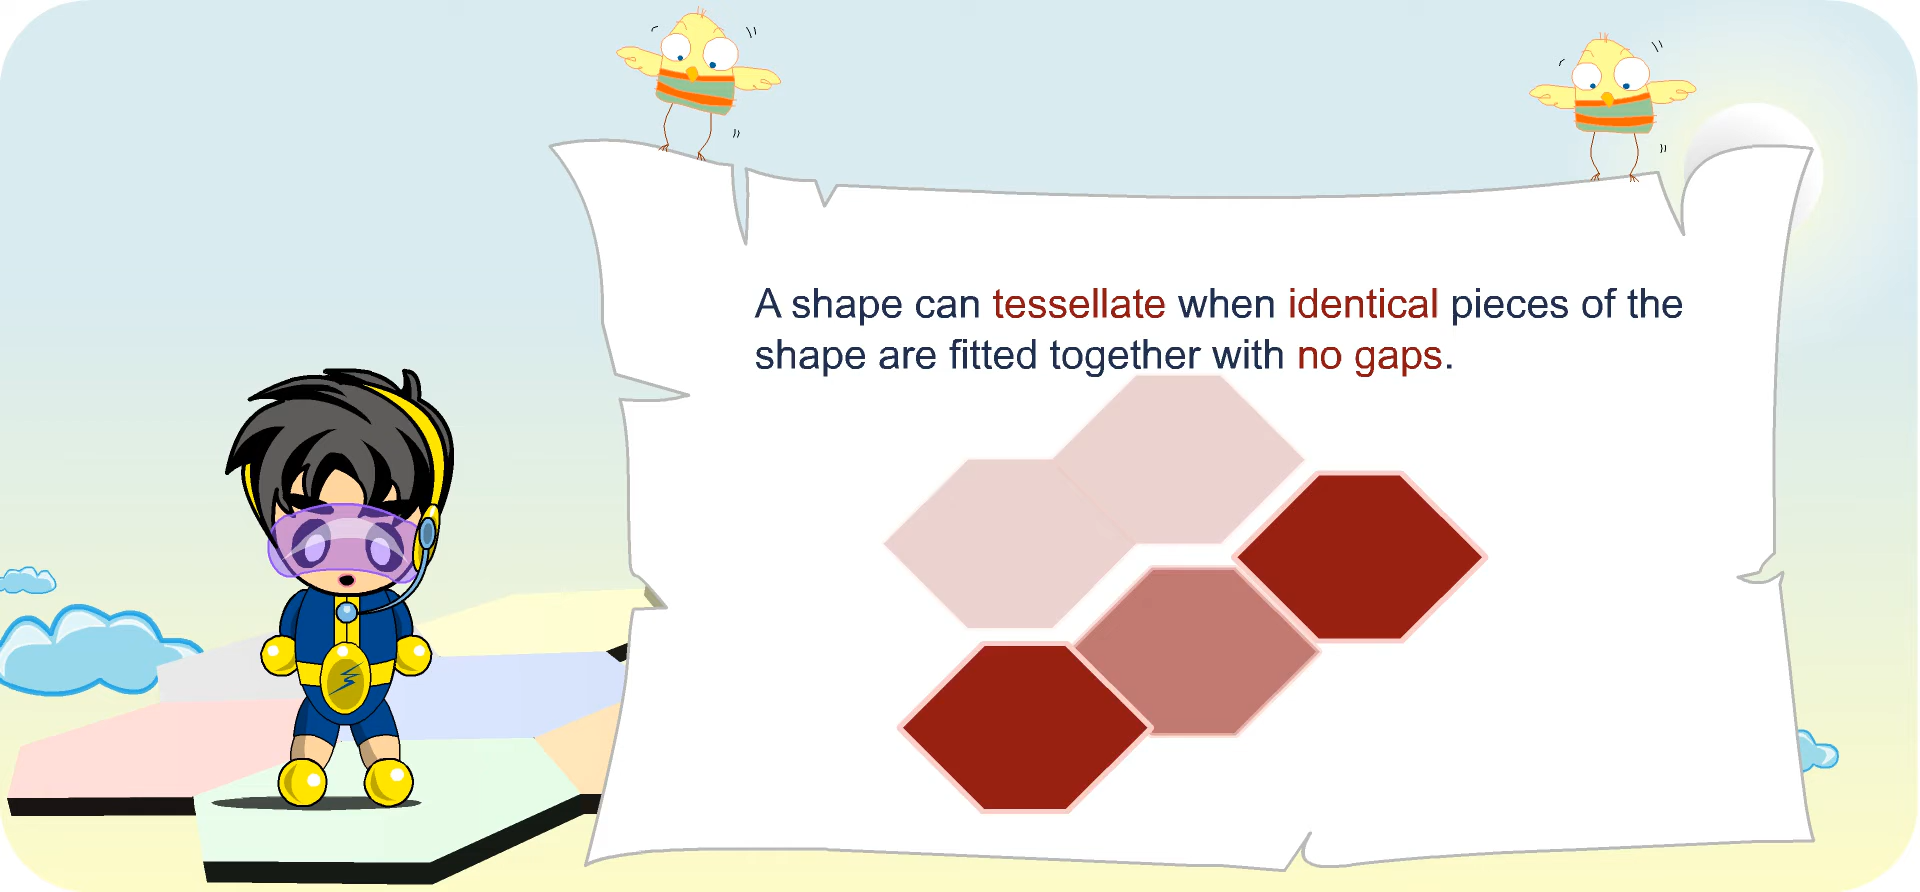 A shape can tessellate when identical pieces of the
shape are fitted together with no gaps.